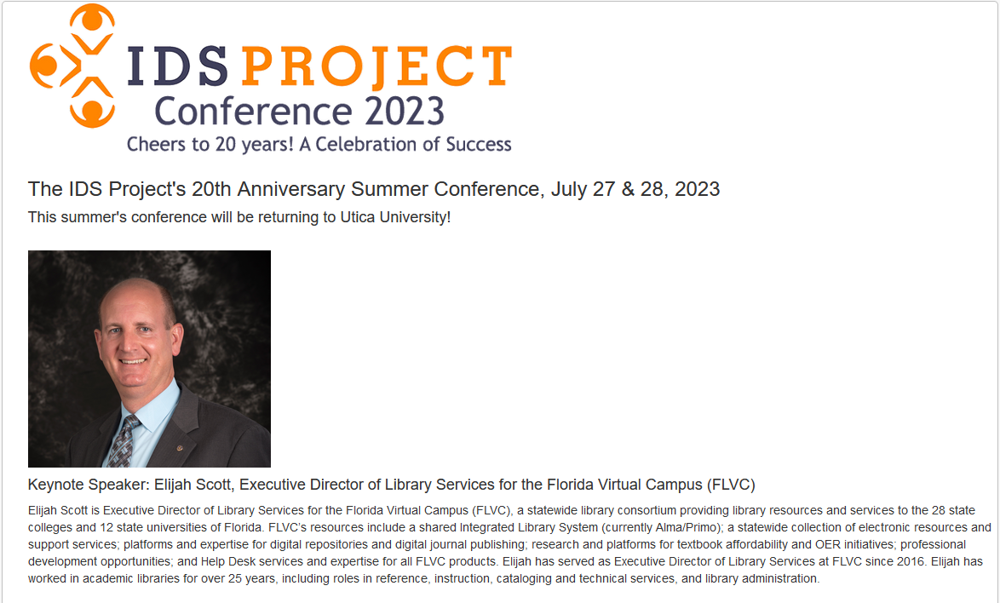 IDS PROJECT
Conference 2023
Cheers to 20 years! A Celebration of Success
The IDS Project's 20th Anniversary Summer Conference, July 27 & 28, 2023
This summer's conference will be returning to Utica University!
Keynote Speaker: Elijah Scott, Executive Director of Library Services for the Florida Virtual Campus (FLVC)
Elijah Scott is Executive Director of Library Services for the Florida Virtual Campus (FLVC), a statewide library consortium providing library resources and services to the 28 state
colleges and 12 state universities of Florida. FLVC's resources include a shared Integrated Library System (currently Alma/Primo); a statewide collection of electronic resources and
support services; platforms and expertise for digital repositories and digital journal publishing; research and platforms for textbook affordability and OER initiatives; professional
development opportunities; and Help Desk services and expertise for all FLVC products. Elijah has served as Executive Director of Library Services at FLVC since 2016. Elijah has
worked in academic libraries for over 25 years, including roles in reference, instruction, cataloging and technical services, and library administration.